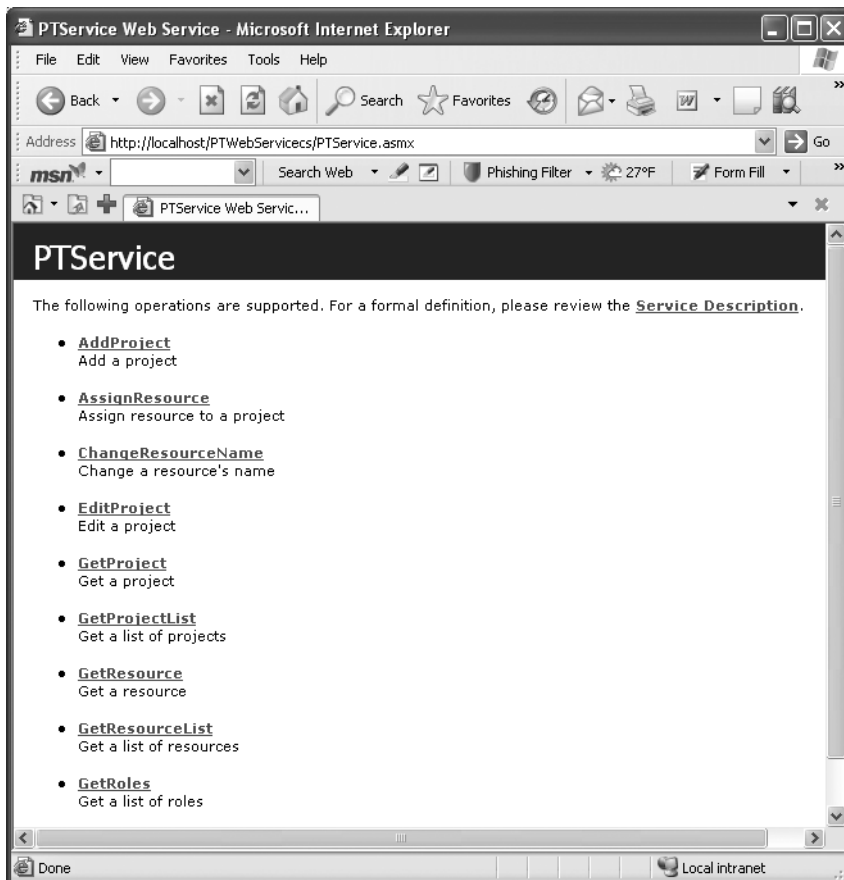 PTService Web Service - Microsoft Internet Explorer
File Edit View Favorites Tools Help
Back Search Favorites W »
Address http://localhost/PTWebServicecs/PTService.asmx Go
msn Search Web Phishing Filter 27°F Form Fill »
PTService Web Servic...
PTService
The following operations are supported. For a formal definition, please review the Service Description.
• AddProject
Add a project
• AssignResource
Assign resource to a project
• ChangeResourceName
Change a resource's name
• EditProject
Edit a project
• GetProject
Get a project
• GetProjectList
Get a list of projects
• GetResource
Get a resource
• GetResourceList
Get a list of resources
• GetRoles
Get a list of roles
Done Local intranet